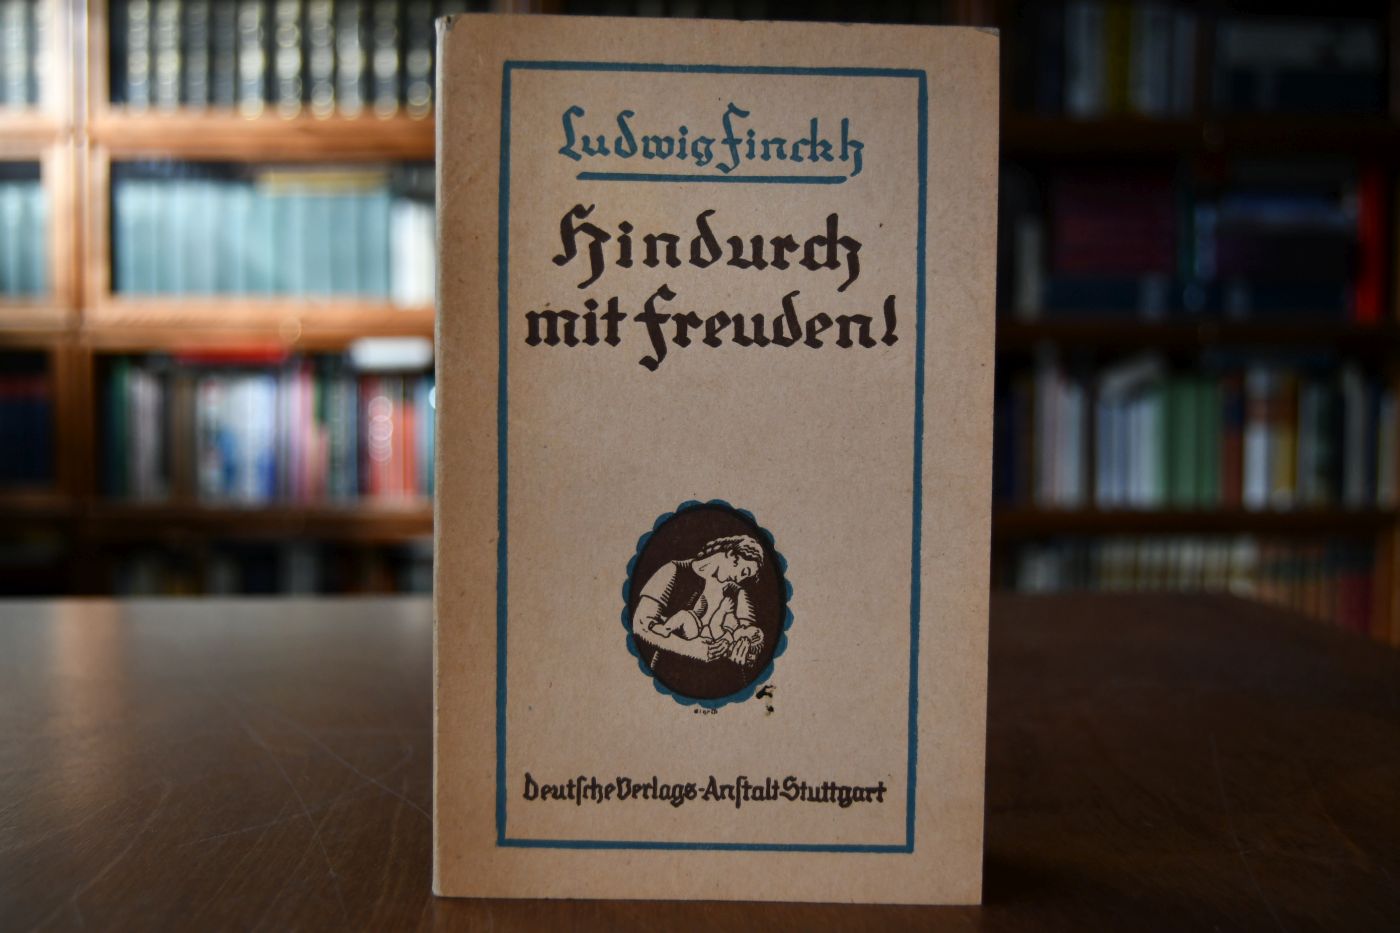 Ludwig Finckh
Hindurch
mit Freuden!
Deutsche Verlags-Anstalt Stuttgart